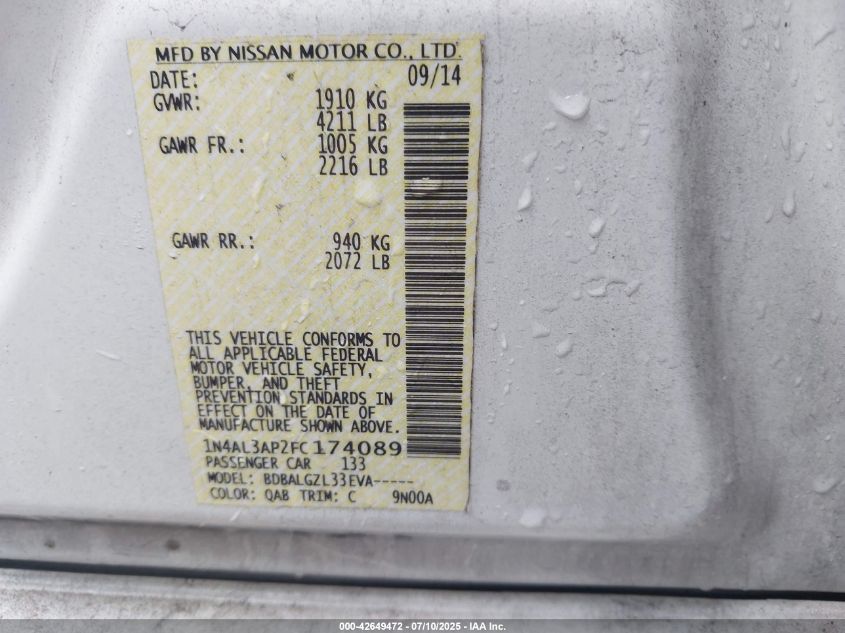 MFD BY NISSAN MOTOR CO., LTD.
DATE: 09/14
GVWR: 1910 KG
4211 LB
GAWR FR.: 1005 KG
2216 LB
GAWR RR.: 940 KG
2072 LB
THIS VEHICLE CONFORMS TO
ALL APPLICABLE FEDERAL
MOTOR VEHICLE SAFETY,
BUMPER, AND THEFT
PREVENTION STANDARDS IN
EFFECT ON THE DATE OF
MANUFACTURE SHOWN ABOVE.
1N4AL3AP2FC174089
PASSENGER CAR 133
MODEL: BDBALGZL33EVA-----
COLOR: QAB TRIM: C 9N00A
000-42649472 - 07/10/2025 - IAA Inc.